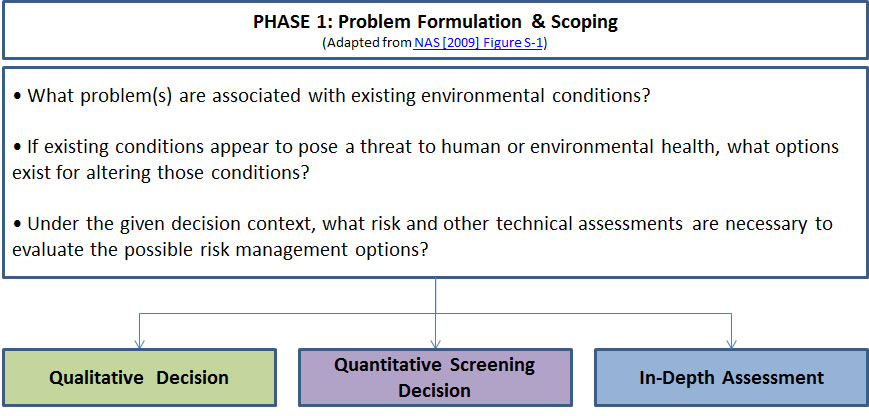 PHASE 1: Problem Formulation & Scoping
(Adapted from NAS [2009] Figure S-1)
• What problem(s) are associated with existing environmental conditions?
• If existing conditions appear to pose a threat to human or environmental health, what options
exist for altering those conditions?
• Under the given decision context, what risk and other technical assessments are necessary to
evaluate the possible risk management options?
Qualitative Decision
Quantitative Screening
Decision
In-Depth Assessment